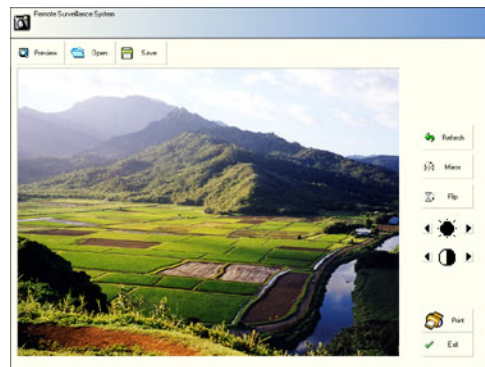 Remote Surveillance System
Preview
Open
Save
Refresh
Mirror
Flip
Print
Exit